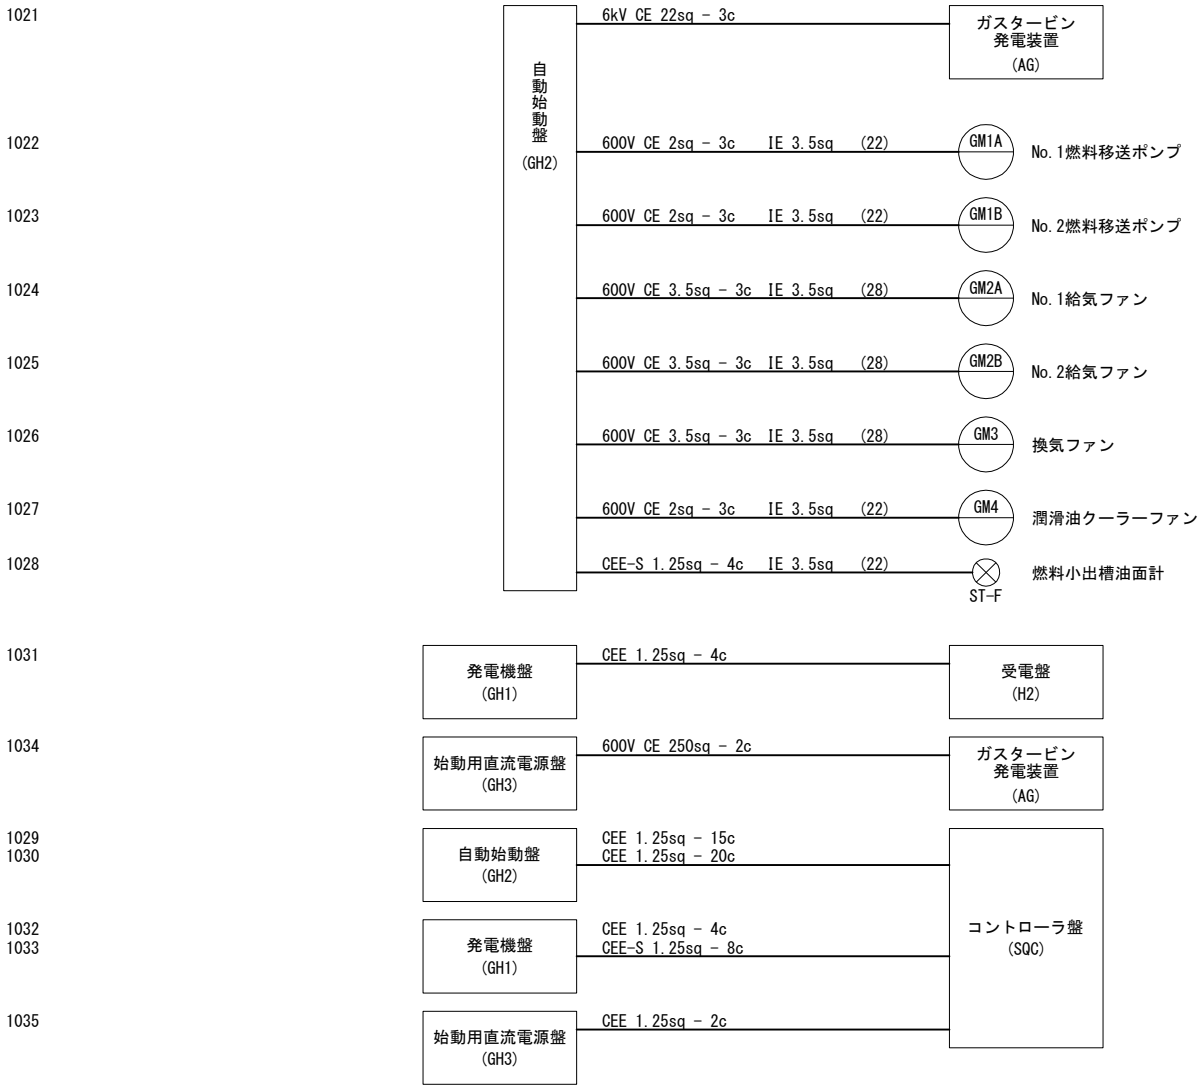 1021
6kV CE 22sq - 3c
ガスタービン
発電装置
(AG)
自動始動盤
(GH2)
1022
600V CE 2sq - 3c IE 3.5sq (22)
GM1A
No.1燃料移送ポンプ
1023
600V CE 2sq - 3c IE 3.5sq (22)
GM1B
No.2燃料移送ポンプ
1024
600V CE 3.5sq - 3c IE 3.5sq (28)
GM2A
No.1給気ファン
1025
600V CE 3.5sq - 3c IE 3.5sq (28)
GM2B
No.2給気ファン
1026
600V CE 3.5sq - 3c IE 3.5sq (28)
GM3
換気ファン
1027
600V CE 2sq - 3c IE 3.5sq (22)
GM4
潤滑油クーラーファン
1028
CEE-S 1.25sq - 4c IE 3.5sq (22)
燃料小出槽油面計
ST-F
1031
発電機盤
(GH1)
CEE 1.25sq - 4c
受電盤
(H2)
1034
始動用直流電源盤
(GH3)
600V CE 250sq - 2c
ガスタービン
発電装置
(AG)
1029
1030
自動始動盤
(GH2)
CEE 1.25sq - 15c
CEE 1.25sq - 20c
1032
1033
発電機盤
(GH1)
CEE 1.25sq - 4c
CEE-S 1.25sq - 8c
コントローラ盤
(SQC)
1035
始動用直流電源盤
(GH3)
CEE 1.25sq - 2c